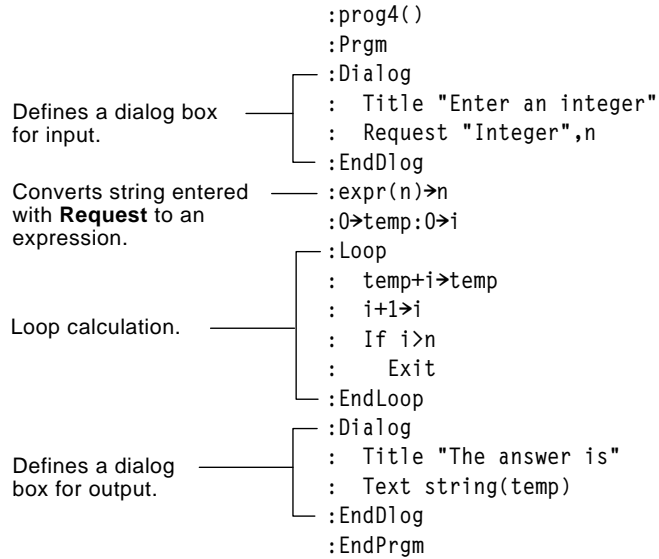 :prog4()
:Prgm
:Dialog
Defines a dialog box
for input.
:  Title "Enter an integer"
:  Request "Integer",n
:EndDlog
Converts string entered
with Request to an
expression.
:expr(n)→n
:0→temp:0→i
:Loop
:  temp+i→temp
:  i+1→i
Loop calculation.
:  If i>n
:    Exit
:EndLoop
:Dialog
Defines a dialog
box for output.
:  Title "The answer is"
:  Text string(temp)
:EndDlog
:EndPrgm